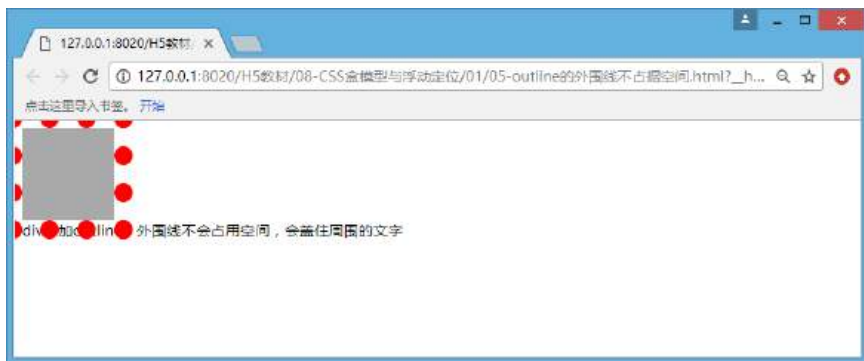 127.0.0.1:8020/H5教材/
127.0.0.1:8020/H5教材/08-CSS盒模型与浮动定位/01/05-outline的外围线不占据空间.html?__h...
点击这里导入书签。 开始
div 加 lin 外围线不会占用空间，会盖住周围的文字